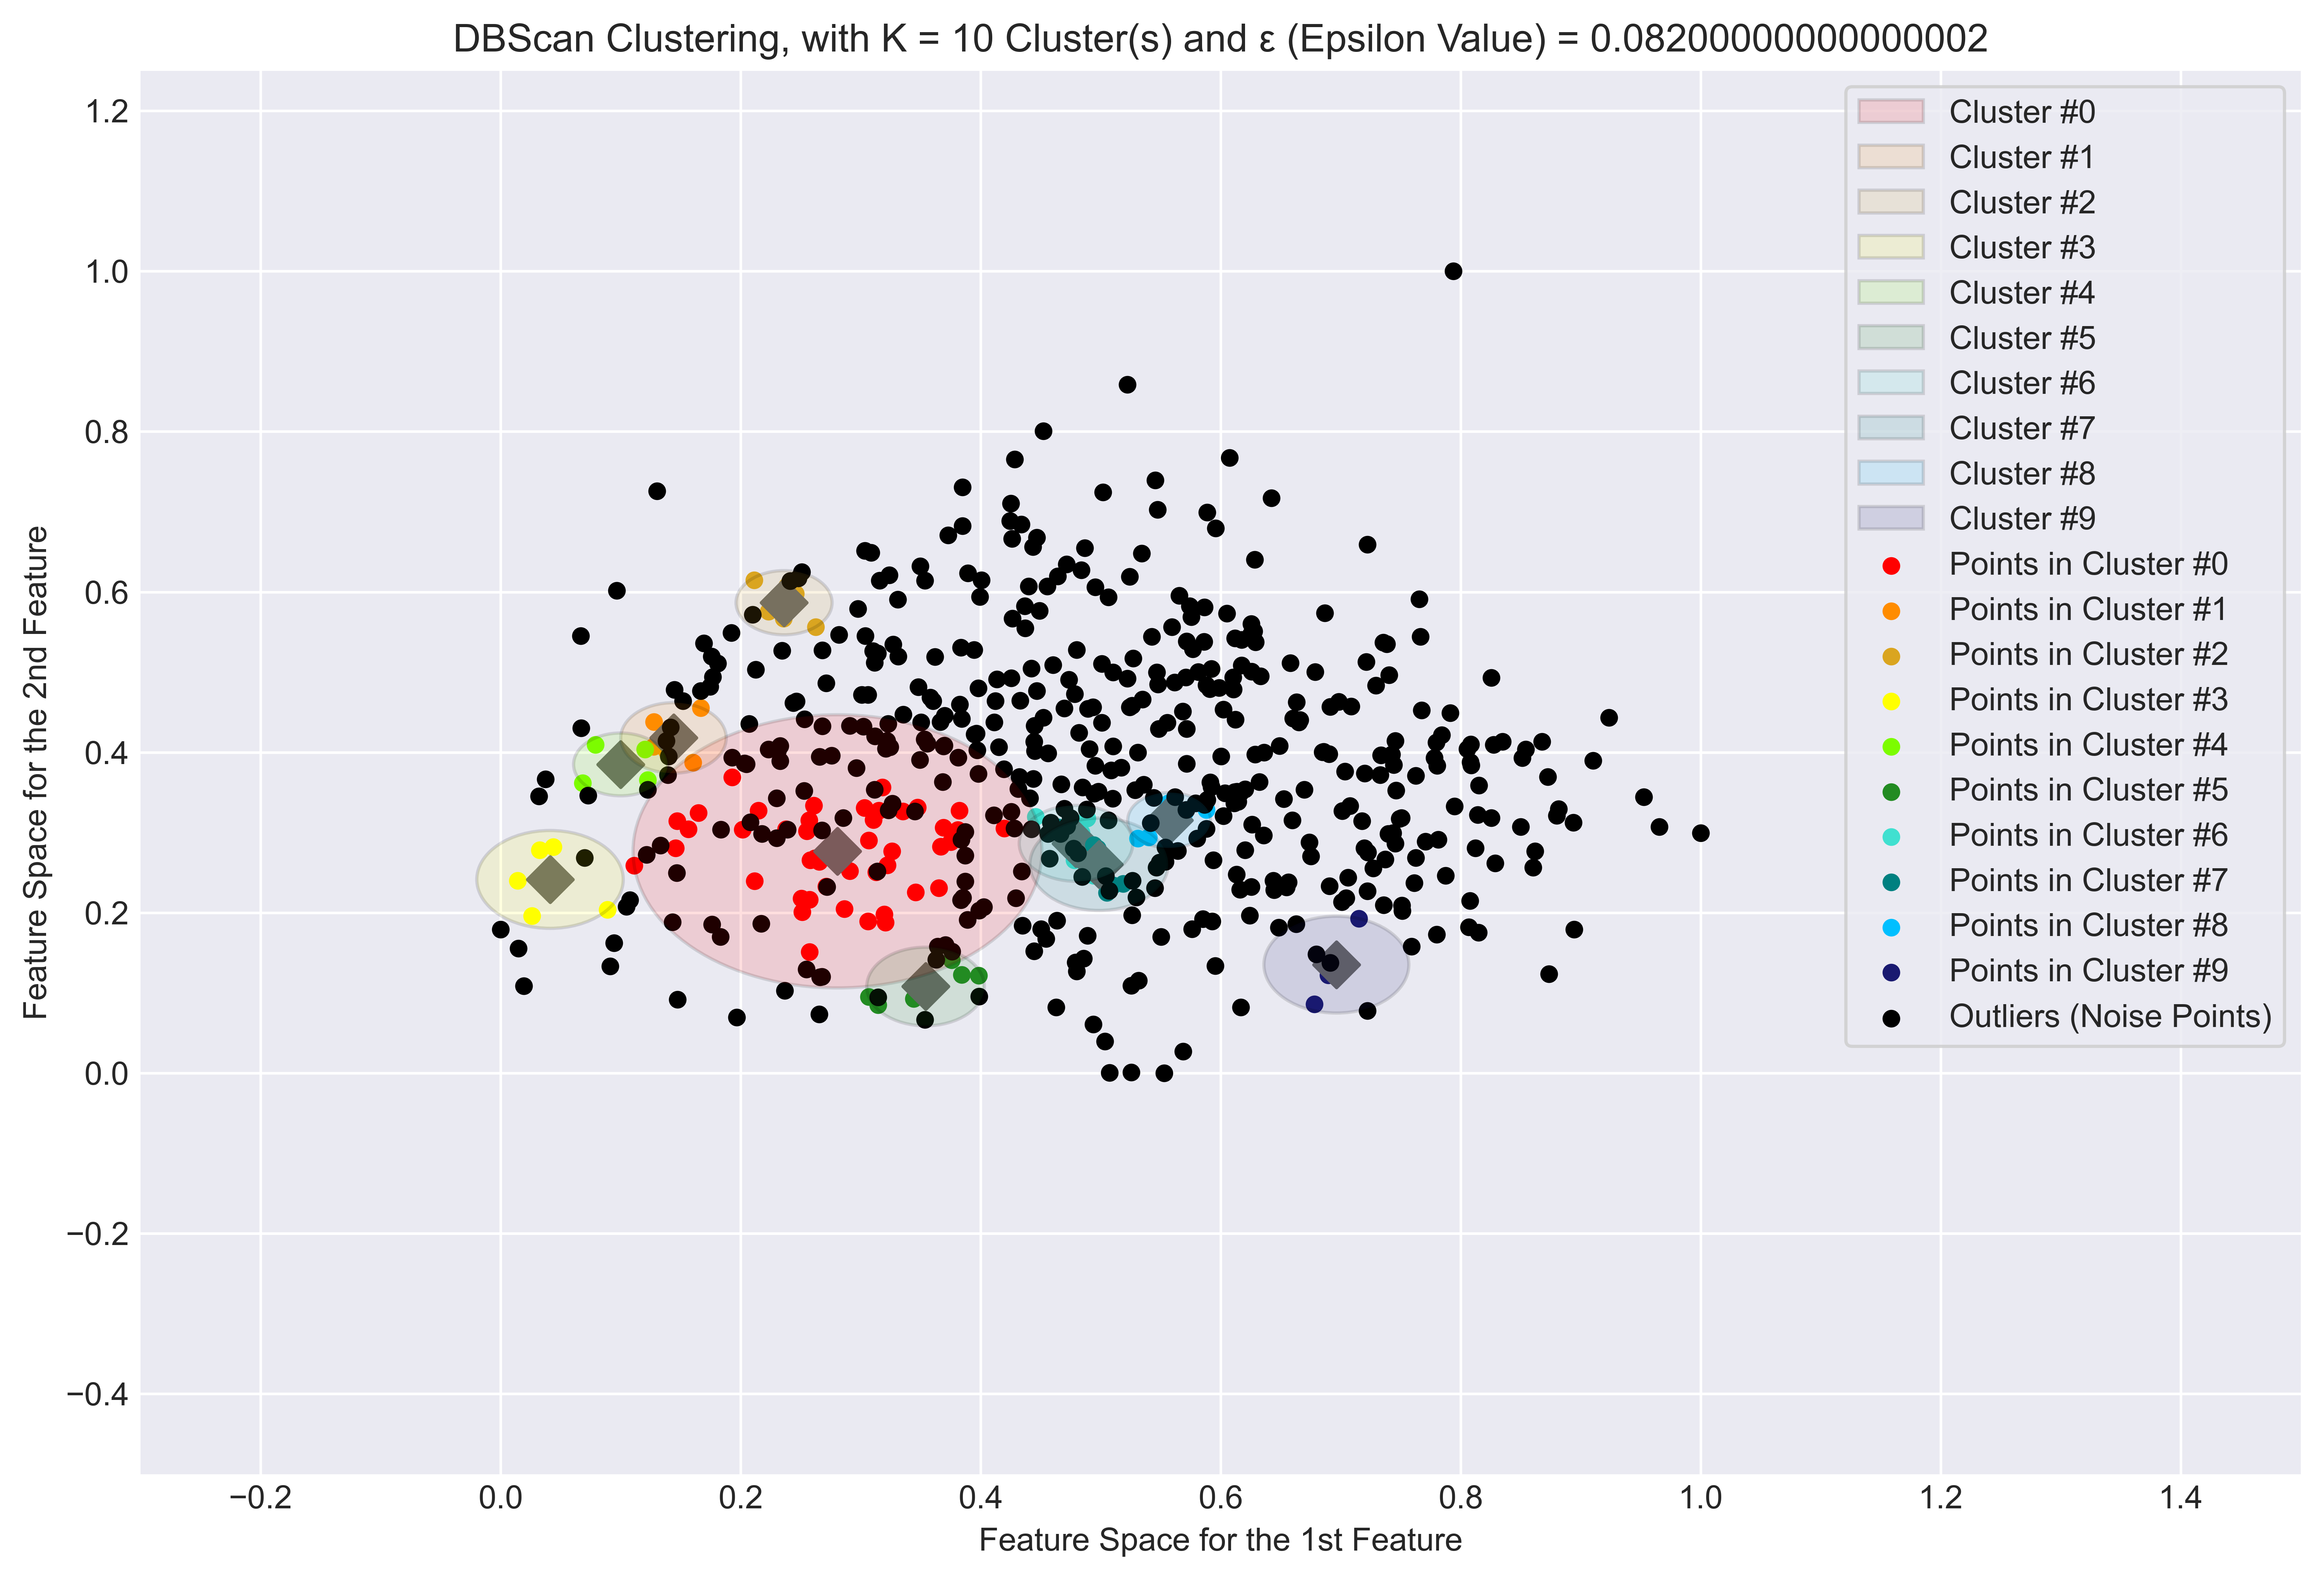 DBScan Clustering, with K = 10 Cluster(s) and ε (Epsilon Value) = 0.08200000000000002
1.2
1.0
0.8
0.6
0.4
0.2
0.0
−0.2
−0.4
Feature Space for the 2nd Feature
−0.2 0.0 0.2 0.4 0.6 0.8 1.0 1.2 1.4
Feature Space for the 1st Feature
Cluster #0
Cluster #1
Cluster #2
Cluster #3
Cluster #4
Cluster #5
Cluster #6
Cluster #7
Cluster #8
Cluster #9
Points in Cluster #0
Points in Cluster #1
Points in Cluster #2
Points in Cluster #3
Points in Cluster #4
Points in Cluster #5
Points in Cluster #6
Points in Cluster #7
Points in Cluster #8
Points in Cluster #9
Outliers (Noise Points)